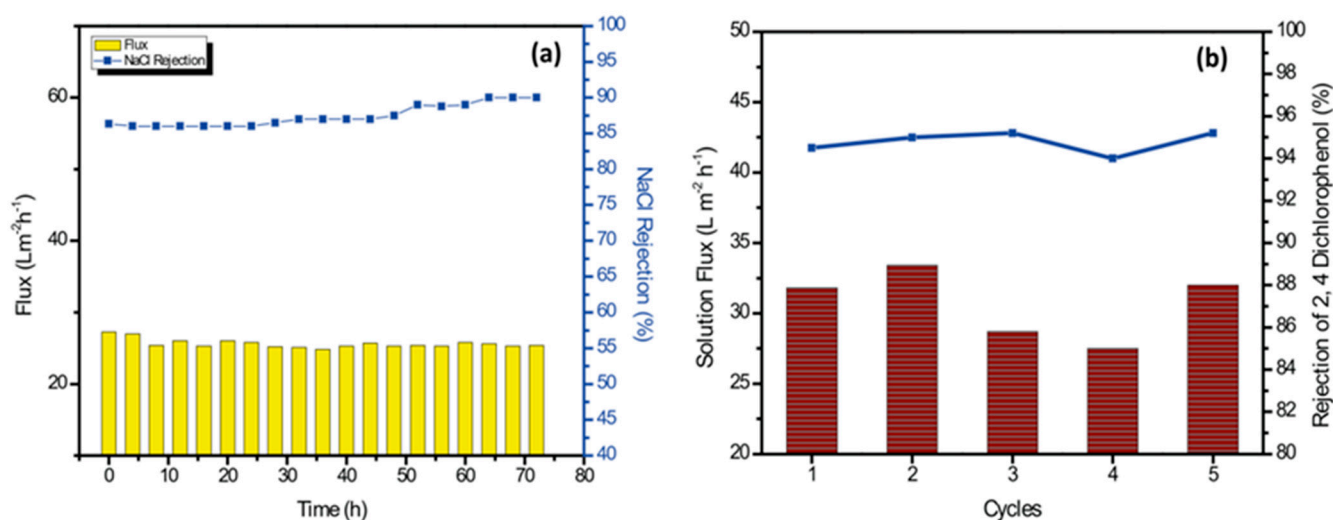 Flux
NaCl Rejection
(a)
Flux (Lm⁻²h⁻¹)
60
40
20
100
95
90
85
80
75
70
65
60
55
50
45
40
NaCl Rejection (%)
0 10 20 30 40 50 60 70 80
Time (h)
(b)
Solution Flux (L m⁻² h⁻¹)
50
45
40
35
30
25
20
100
98
96
94
92
90
88
86
84
82
80
Rejection of 2, 4 Dichlorophenol (%)
1 2 3 4 5
Cycles